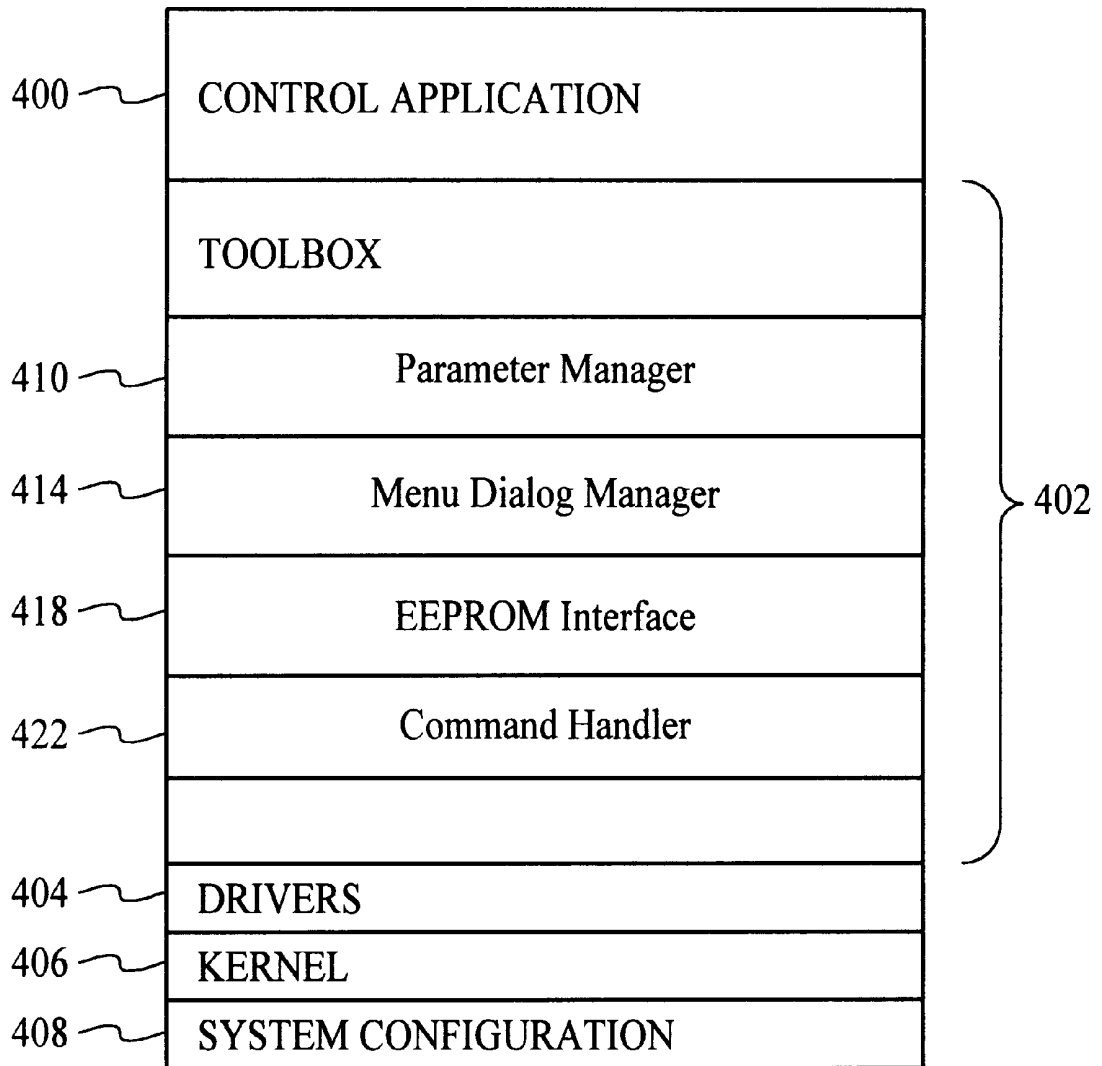 400 CONTROL APPLICATION
TOOLBOX
410 Parameter Manager
414 Menu Dialog Manager
402
418 EEPROM Interface
422 Command Handler
404 DRIVERS
406 KERNEL
408 SYSTEM CONFIGURATION